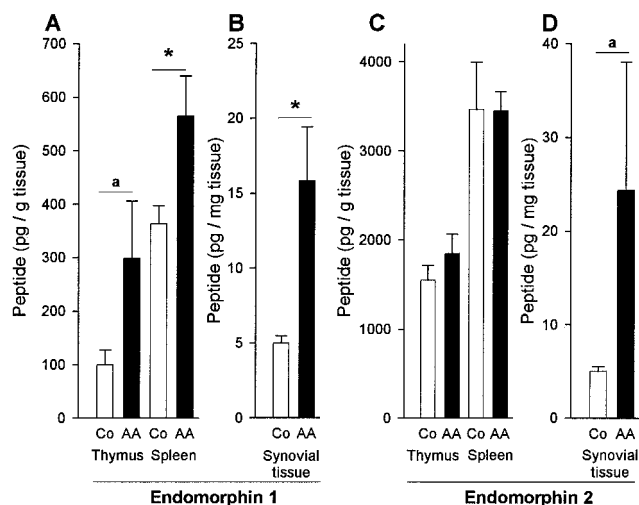 A B C D
Peptide (pg / g tissue)
700
600
500
400
300
200
100
0
a
*
Co AA Co AA
Thymus Spleen
Peptide (pg / mg tissue)
25
20
15
10
5
0
*
Co AA
Synovial
tissue
Endomorphin 1
Peptide (pg / g tissue)
4000
3000
1000
0
Co AA Co AA
Thymus Spleen
Peptide (pg / mg tissue)
40
30
20
10
0
a
Co AA
Synovial
tissue
Endomorphin 2